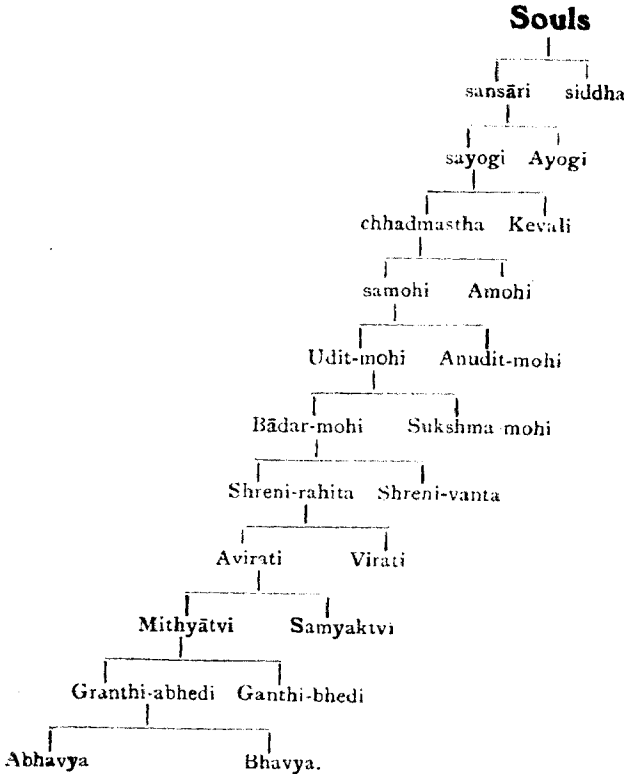 Souls
sansāri siddha
sayogi Ayogi
chhadmastha Kevali
samohi Amohi
Udit-mohi Anudit-mohi
Bādar-mohi Sukshma mohi
Shreni-rahita Shreni-vanta
Avirati Virati
Mithyātvi Samyaktvi
Granthi-abhedi Ganthi-bhedi
Abhavya Bhavya.